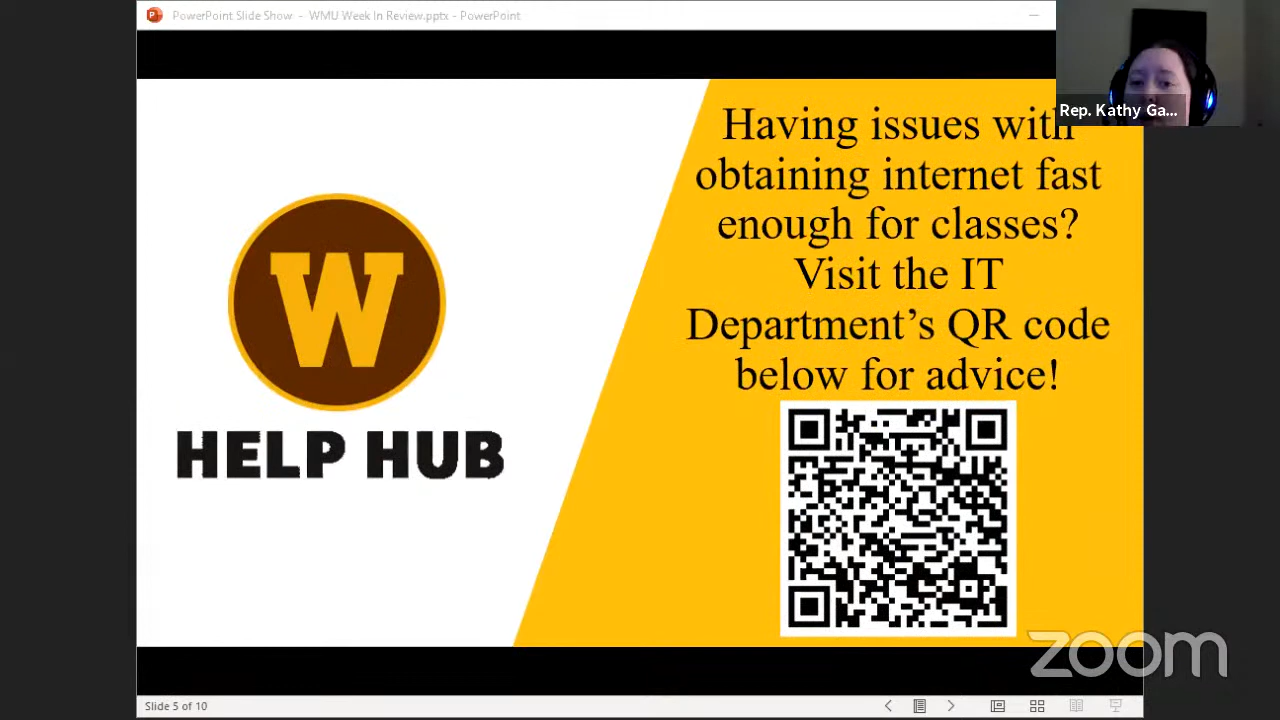 PowerPoint Slide Show - WMU Week In Review.pptx - PowerPoint
Rep. Kathy Ga...
Having issues with
obtaining internet fast
enough for classes?
Visit the IT
Department’s QR code
below for advice!
W
HELP HUB
zoom
Slide 5 of 10